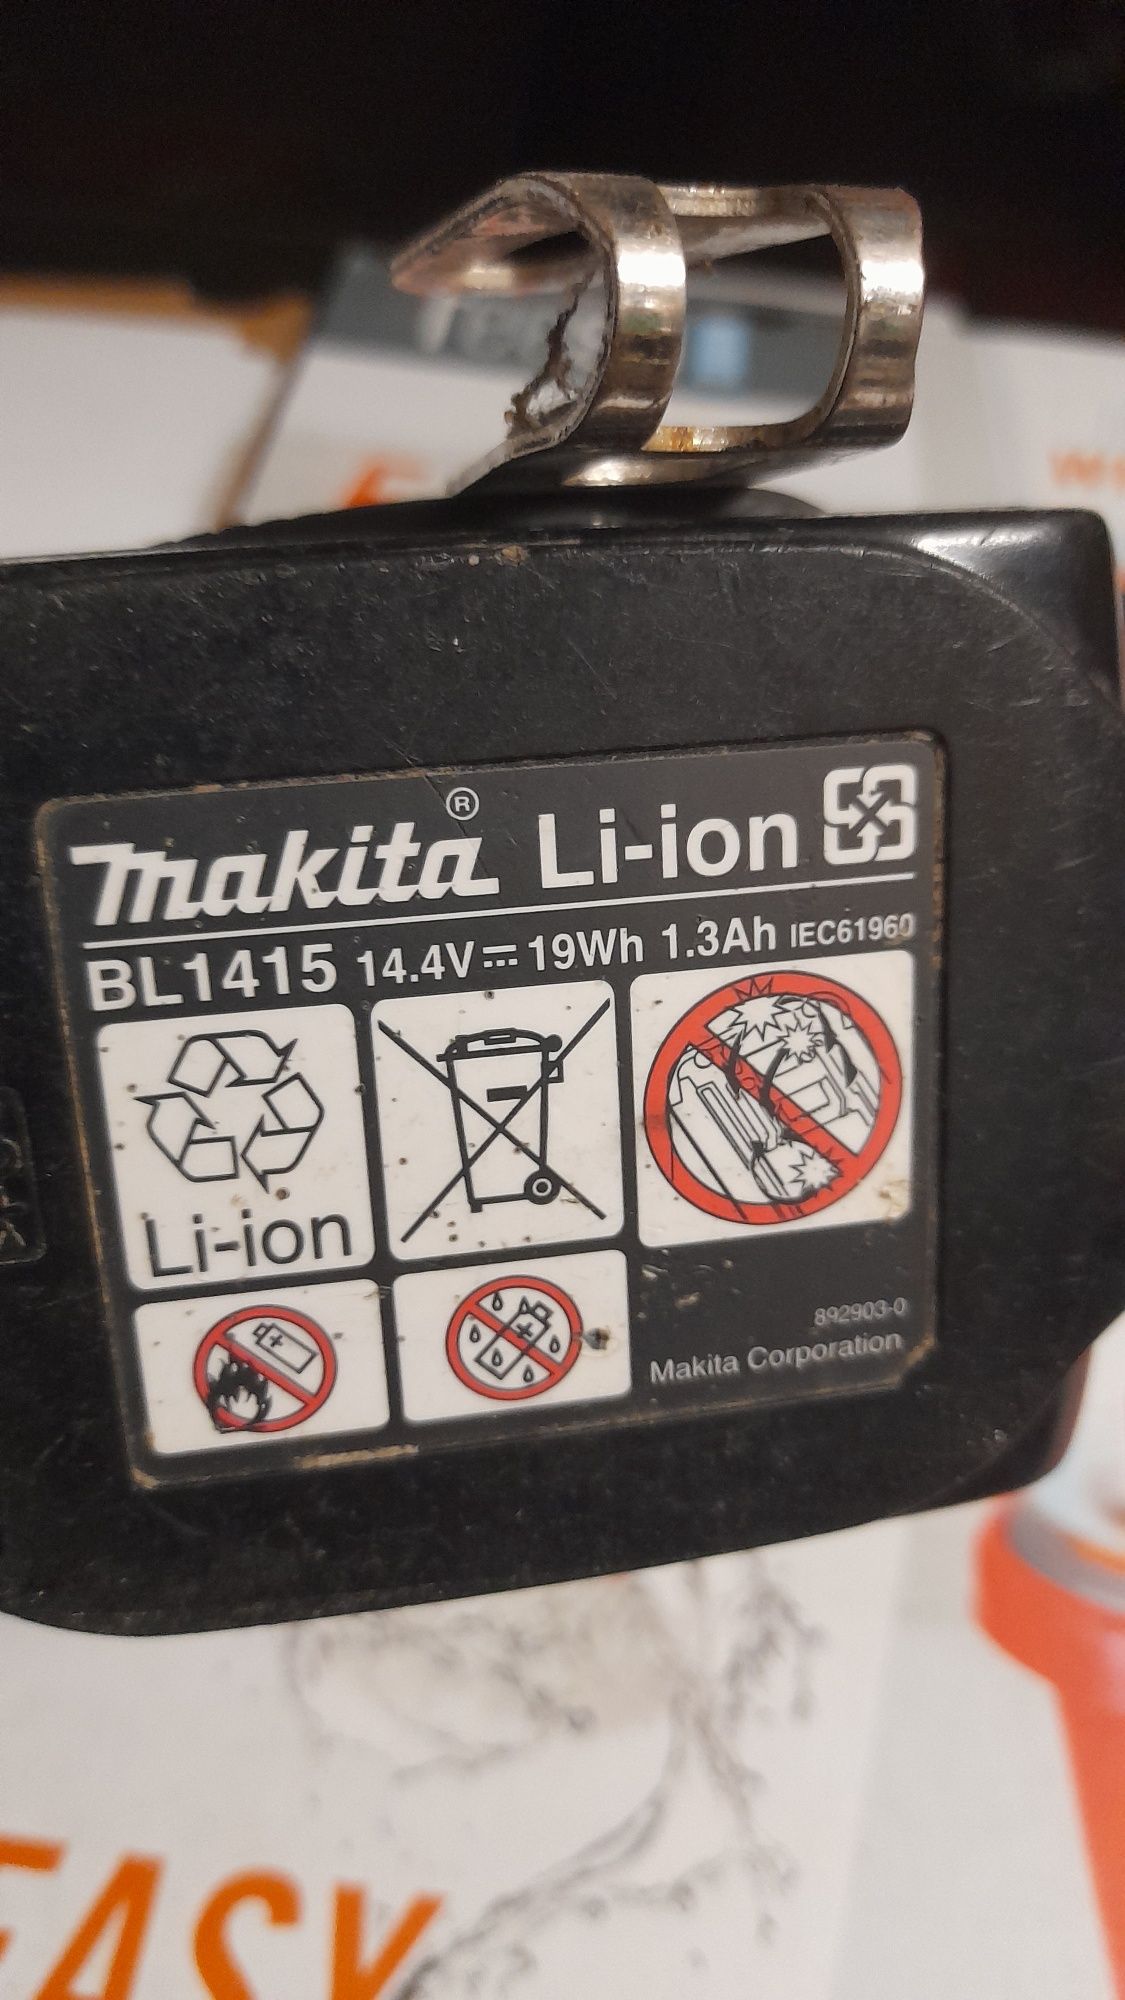 makita® Li-ion
BL1415 14.4V 19Wh 1.3Ah IEC61960
Li-ion
892903-0
Makita Corporation
EASY